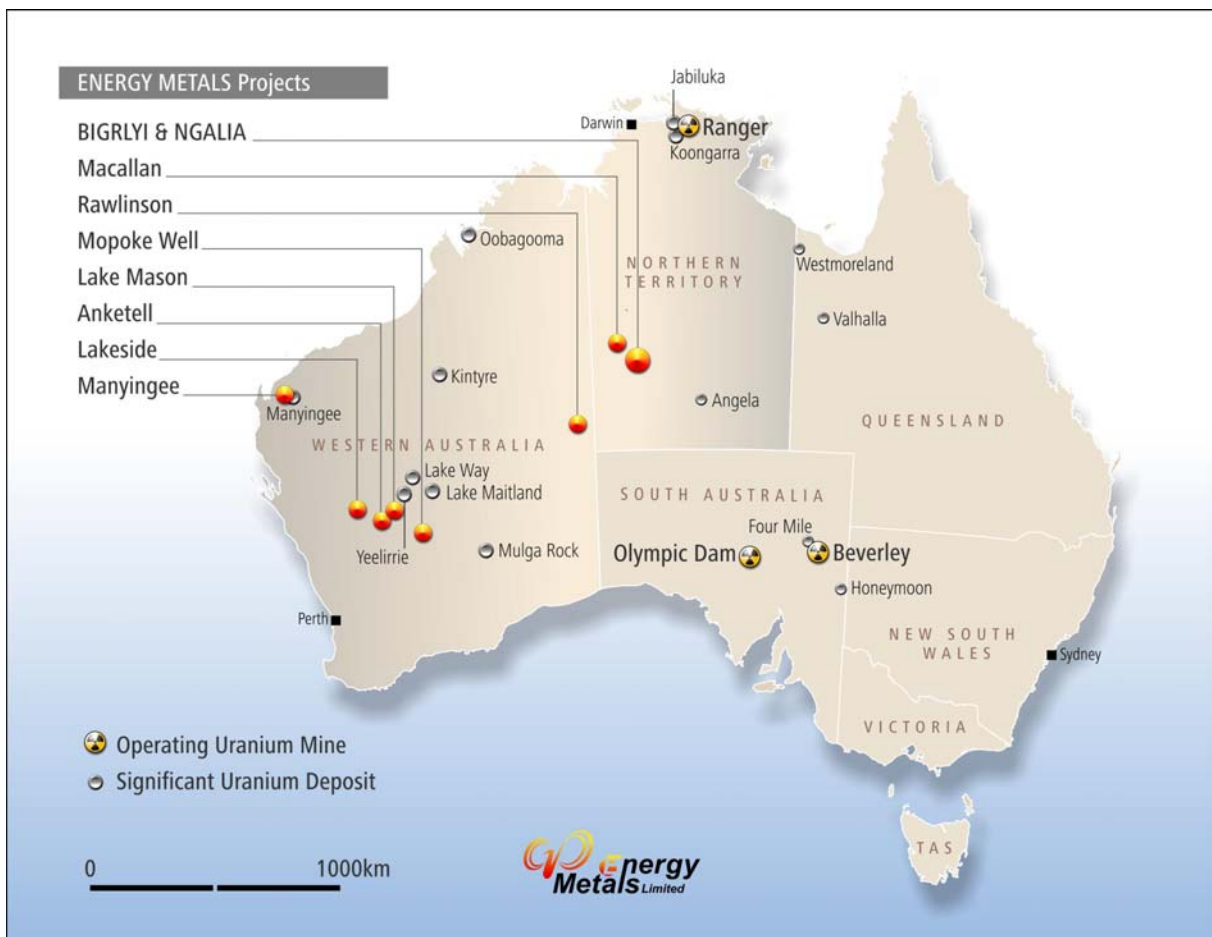 ENERGY METALS Projects
BIGRLYI & NGALIA
Macallan
Rawlinson
Mopoke Well
Lake Mason
Anketell
Lakeside
Manyingee
Jabiluka
Darwin
Ranger
Koongarra
Oobagooma
NORTHERN
TERRITORY
Westmoreland
Valhalla
Kintyre
Angela
Manyingee
QUEENSLAND
WESTERN AUSTRALIA
Lake Way
Lake Maitland
SOUTH AUSTRALIA
Four Mile
Yeelirrie
Mulga Rock
Olympic Dam
Beverley
Honeymoon
Perth
NEW SOUTH
WALES
Sydney
VICTORIA
TAS
Operating Uranium Mine
Significant Uranium Deposit
0 1000km
Energy
Metals Limited